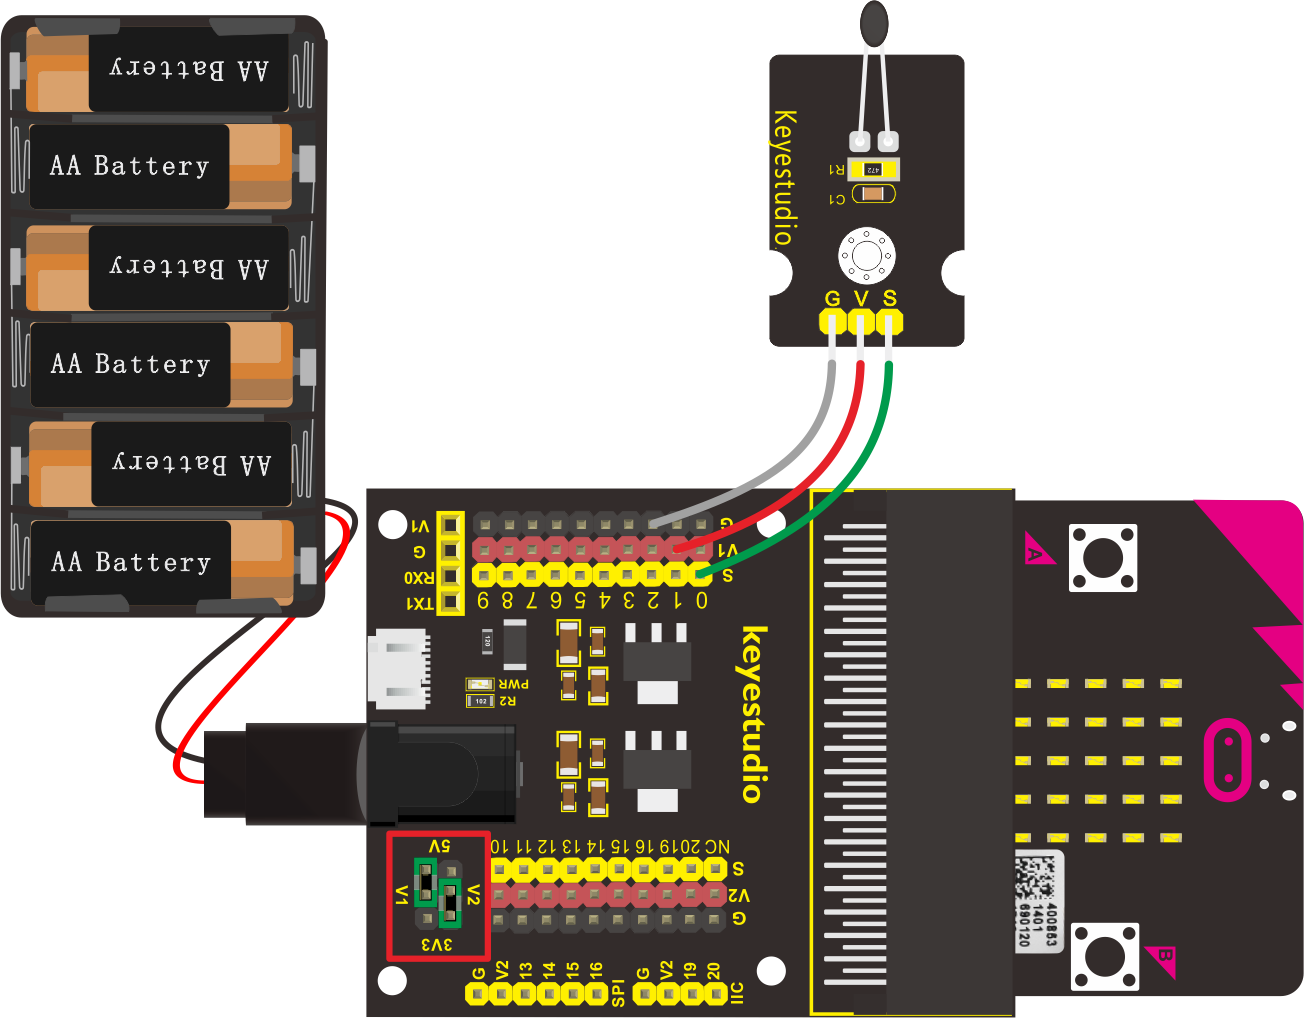 AA Battery
AA Battery
AA Battery
AA Battery
AA Battery
AA Battery
Keyestudio
R1
472
C1
G V S
V1
G
RX0
TX1
G
V1
S
9 8 7 6 5 4 3 2 1 0
120
PWR
R2
102
keyestudio
5V
V1
V2
3V3
10 11 12 13 14 15 16 19 20 NC
S
V2
G
G V2 13 14 15 16 SPI
G V2 19 20 IIC
A
B
400B63
1401
690120